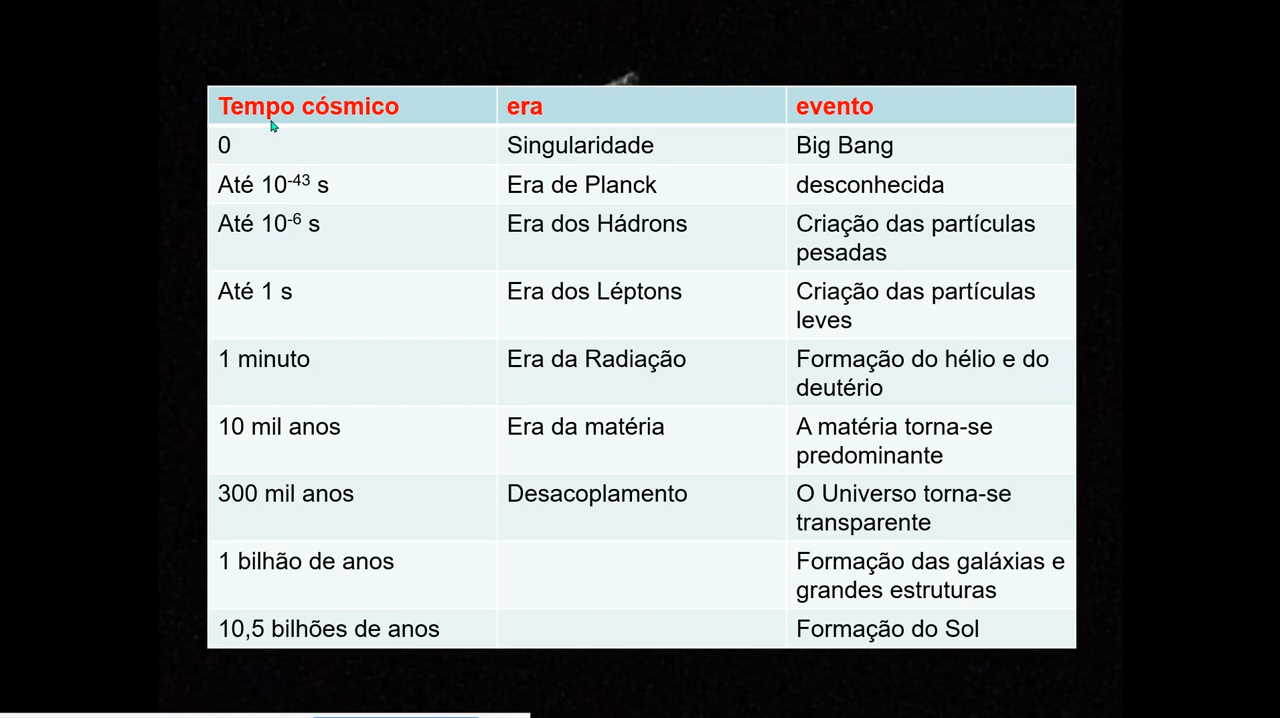 Tempo cósmico era evento
0 Singularidade Big Bang
Até 10⁻⁴³ s Era de Planck desconhecida
Até 10⁻⁶ s Era dos Hádrons Criação das partículas
pesadas
Até 1 s Era dos Léptons Criação das partículas
leves
1 minuto Era da Radiação Formação do hélio e do
deutério
10 mil anos Era da matéria A matéria torna-se
predominante
300 mil anos Desacoplamento O Universo torna-se
transparente
1 bilhão de anos Formação das galáxias e
grandes estruturas
10,5 bilhões de anos Formação do Sol